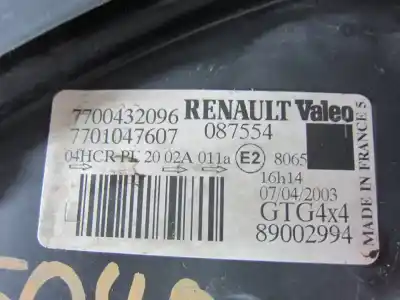 7700432096 RENAULT Valeo
7701047607 087554
04HCR PL 20 02A 011a E2 8065
16h14
07/04/2003
GTG4x4
89002994
MADE IN FRANCE 5